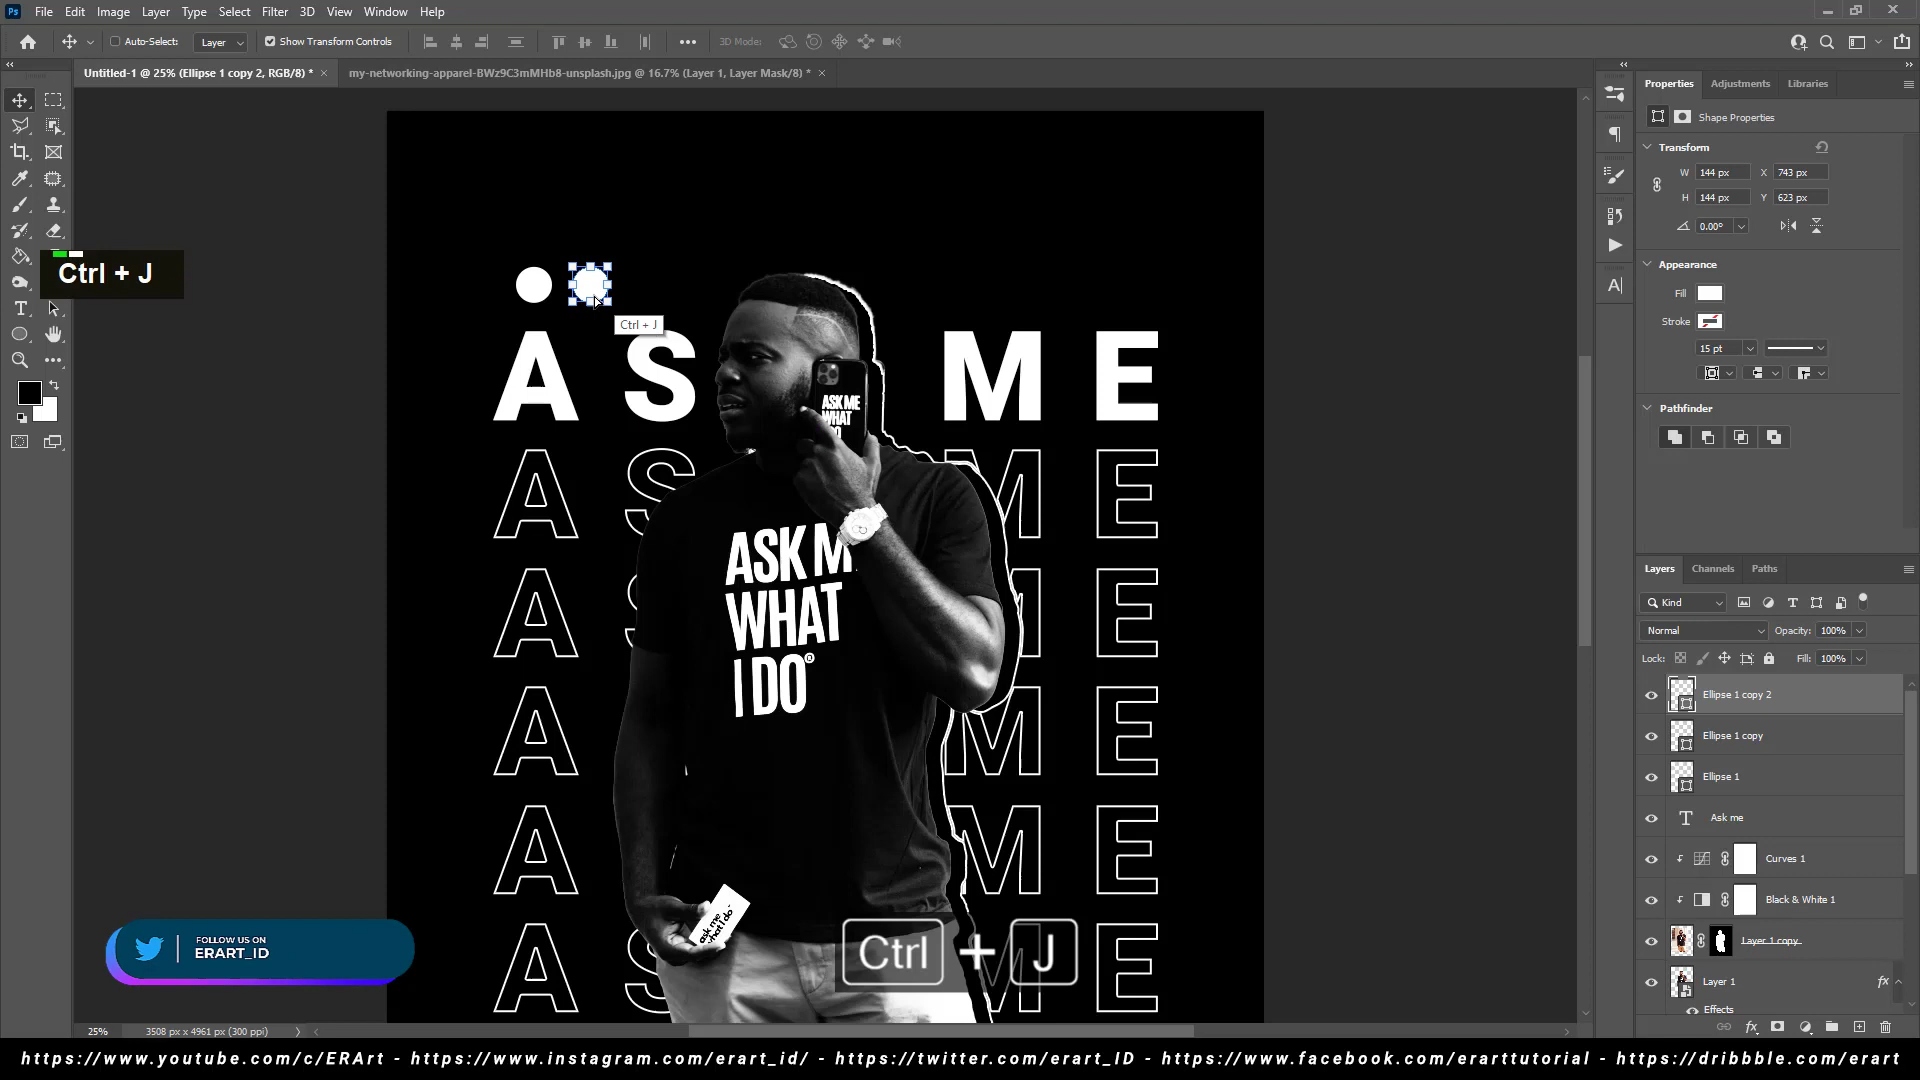 File Edit Image Layer Type Select Filter 3D View Window Help
Auto-Select: Layer Show Transform Controls 3D Mode:
Untitled-1 @ 25% (Ellipse 1 copy 2, RGB/8) * × my-networking-apparel-BWz9C3mMHb8-unsplash.jpg @ 16.7% (Layer 1, Layer Mask/8) * ×
Properties Adjustments Libraries
Shape Properties
Transform
W 144 px X 743 px
H 144 px Y 623 px
0.00°
Appearance
Fill
Stroke
15 pt
Pathfinder
Ctrl + J
Ctrl + J
A S M E
A S M E
A S M E
A M E
A M E
A S M E
ASK ME
WHAT
DO
ASK M
WHAT
I DO®
ask me
what I do
Ctrl + J
FOLLOW US ON
ERART_ID
Layers Channels Paths
Kind
Normal Opacity: 100%
Lock: Fill: 100%
Ellipse 1 copy 2
Ellipse 1 copy
Ellipse 1
T Ask me
Curves 1
Black & White 1
Layer 1 copy
Layer 1 fx
Effects
25% 3508 px x 4961 px (300 ppi)
https://www.youtube.com/c/ERArt - https://www.instagram.com/erart_id/ - https://twitter.com/erart_ID - https://www.facebook.com/erarttutorial - https://dribbble.com/erart